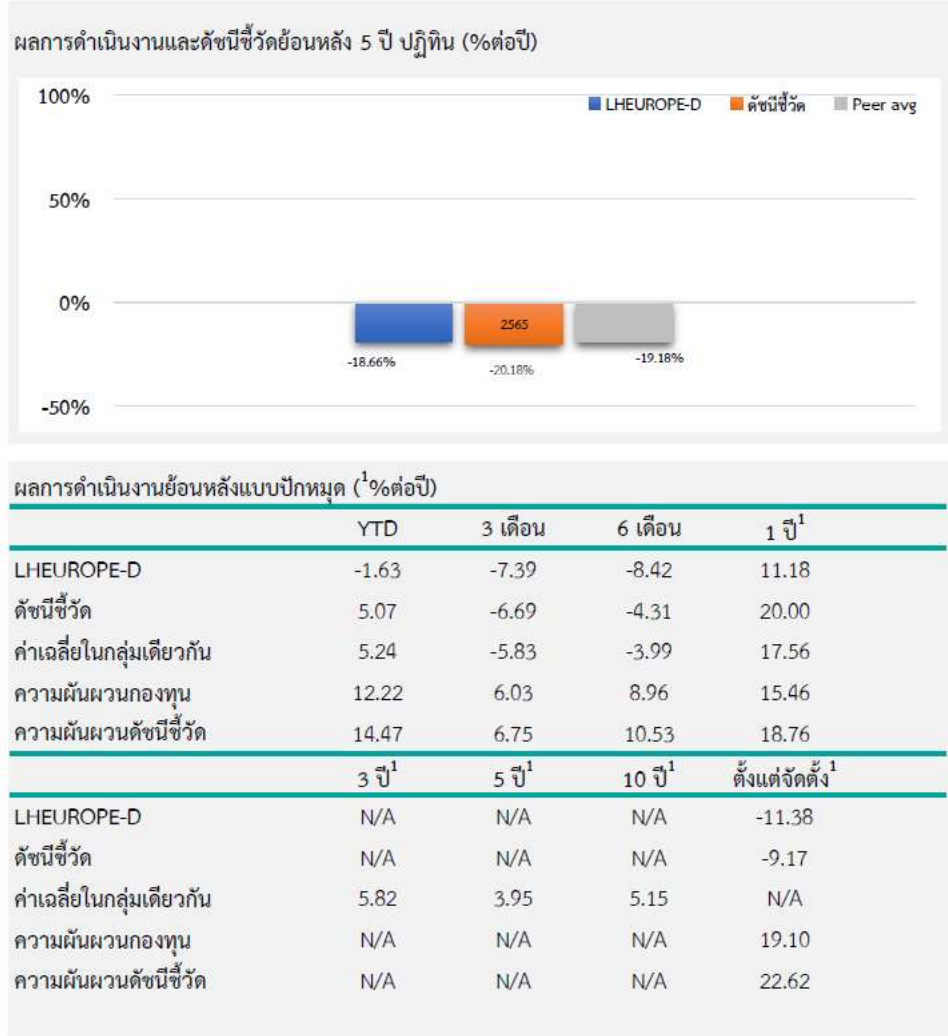 ผลการดำเนินงานและดัชนีชี้วัดย้อนหลัง 5 ปี ปฏิทิน (%ต่อปี)
100%
LHEUROPE-D ดัชนีชี้วัด Peer avg
50%
0%
2565
-18.66% -20.18% -19.18%
-50%
ผลการดำเนินงานย้อนหลังแบบปักหมุด (¹%ต่อปี)
YTD 3 เดือน 6 เดือน 1 ปี¹
LHEUROPE-D -1.63 -7.39 -8.42 11.18
ดัชนีชี้วัด 5.07 -6.69 -4.31 20.00
ค่าเฉลี่ยในกลุ่มเดียวกัน 5.24 -5.83 -3.99 17.56
ความผันผวนกองทุน 12.22 6.03 8.96 15.46
ความผันผวนดัชนีชี้วัด 14.47 6.75 10.53 18.76
3 ปี¹ 5 ปี¹ 10 ปี¹ ตั้งแต่จัดตั้ง¹
LHEUROPE-D N/A N/A N/A -11.38
ดัชนีชี้วัด N/A N/A N/A -9.17
ค่าเฉลี่ยในกลุ่มเดียวกัน 5.82 3.95 5.15 N/A
ความผันผวนกองทุน N/A N/A N/A 19.10
ความผันผวนดัชนีชี้วัด N/A N/A N/A 22.62